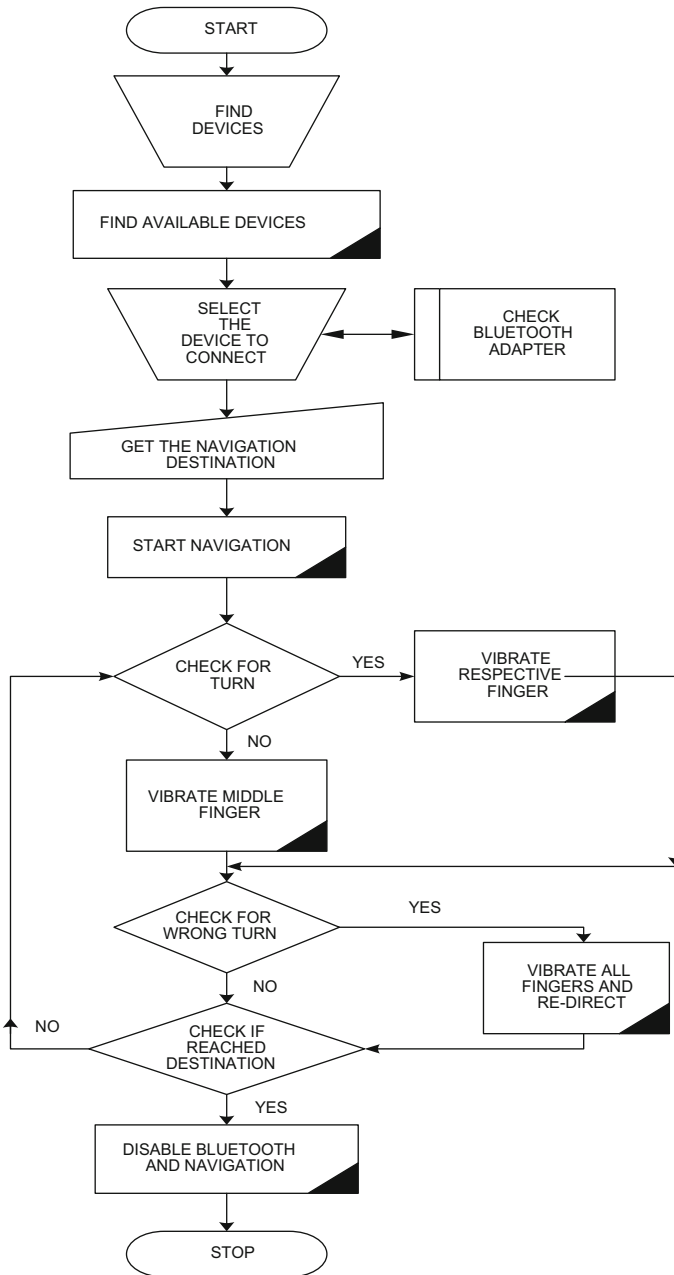 START
FIND
DEVICES
FIND AVAILABLE DEVICES
SELECT
THE
DEVICE TO
CONNECT
CHECK
BLUETOOTH
ADAPTER
GET THE NAVIGATION
DESTINATION
START NAVIGATION
CHECK FOR
TURN
YES
VIBRATE
RESPECTIVE
FINGER
NO
VIBRATE MIDDLE
FINGER
CHECK FOR
WRONG TURN
YES
VIBRATE ALL
FINGERS AND
RE-DIRECT
NO
CHECK IF
REACHED
DESTINATION
NO
YES
DISABLE BLUETOOTH
AND NAVIGATION
STOP